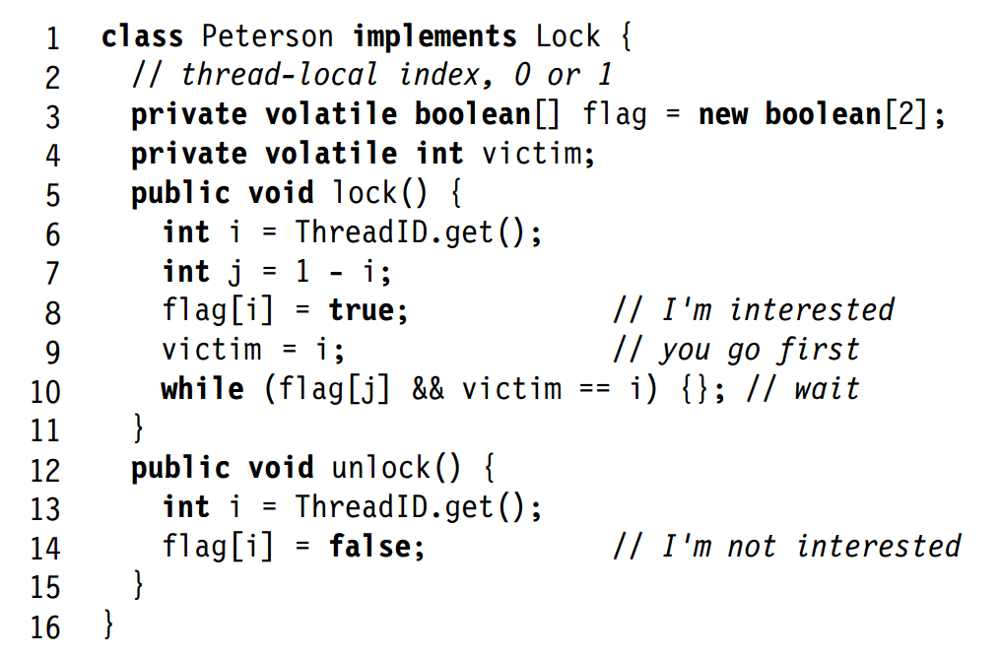 1 class Peterson implements Lock {
2 // thread-local index, 0 or 1
3 private volatile boolean[] flag = new boolean[2];
4 private volatile int victim;
5 public void lock() {
6 int i = ThreadID.get();
7 int j = 1 - i;
8 flag[i] = true; // I'm interested
9 victim = i; // you go first
10 while (flag[j] && victim == i) {}; // wait
11 }
12 public void unlock() {
13 int i = ThreadID.get();
14 flag[i] = false; // I'm not interested
15 }
16 }